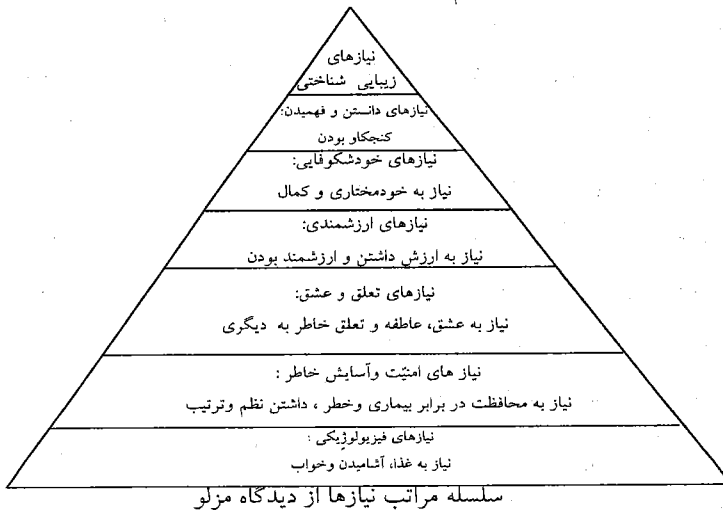 نیازهای
زیبایی شناختی
نیازهای دانستن و فهمیدن:
کنجکاو بودن
نیازهای خودشکوفایی:
نیاز به خودمختاری و کمال
نیازهای ارزشمندی:
نیاز به ارزش داشتن و ارزشمند بودن
نیازهای تعلق و عشق:
نیاز به عشق، عاطفه و تعلق خاطر به دیگری
نیاز های امنیّت وآسایش خاطر :
نیاز به محافظت در برابر بیماری وخطر ، داشتن نظم وترتیب
نیازهای فیزیولوژیکی :
نیاز به غذا، آشامیدن وخواب
سلسله مراتب نیازها از دیدگاه مزلو